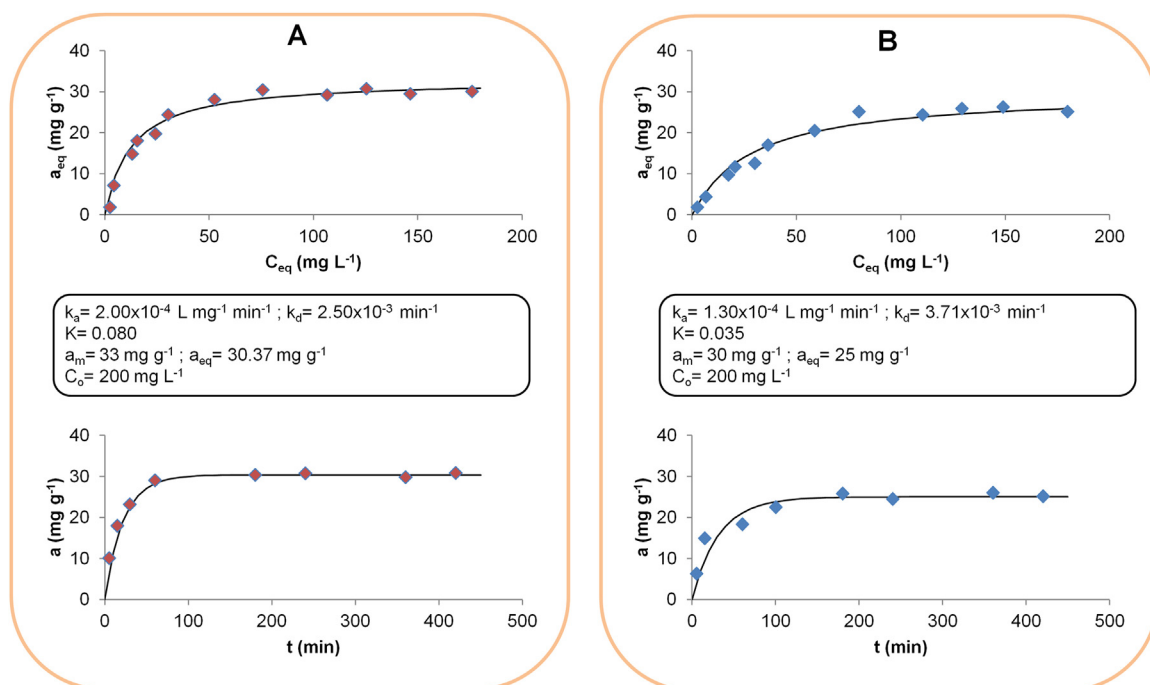 A
40
30
20
10
0
a_eq (mg g⁻¹)
0 50 100 150 200
C_eq (mg L⁻¹)
k_a= 2.00x10⁻⁴ L mg⁻¹ min⁻¹ ; k_d= 2.50x10⁻³ min⁻¹
K= 0.080
a_m= 33 mg g⁻¹ ; a_eq= 30.37 mg g⁻¹
C_o= 200 mg L⁻¹
40
30
20
10
0
a (mg g⁻¹)
0 100 200 300 400 500
t (min)
B
40
30
20
10
0
a_eq (mg g⁻¹)
0 50 100 150 200
C_eq (mg L⁻¹)
k_a= 1.30x10⁻⁴ L mg⁻¹ min⁻¹ ; k_d= 3.71x10⁻³ min⁻¹
K= 0.035
a_m= 30 mg g⁻¹ ; a_eq= 25 mg g⁻¹
C_o= 200 mg L⁻¹
40
30
20
10
0
a (mg g⁻¹)
0 100 200 300 400 500
t (min)